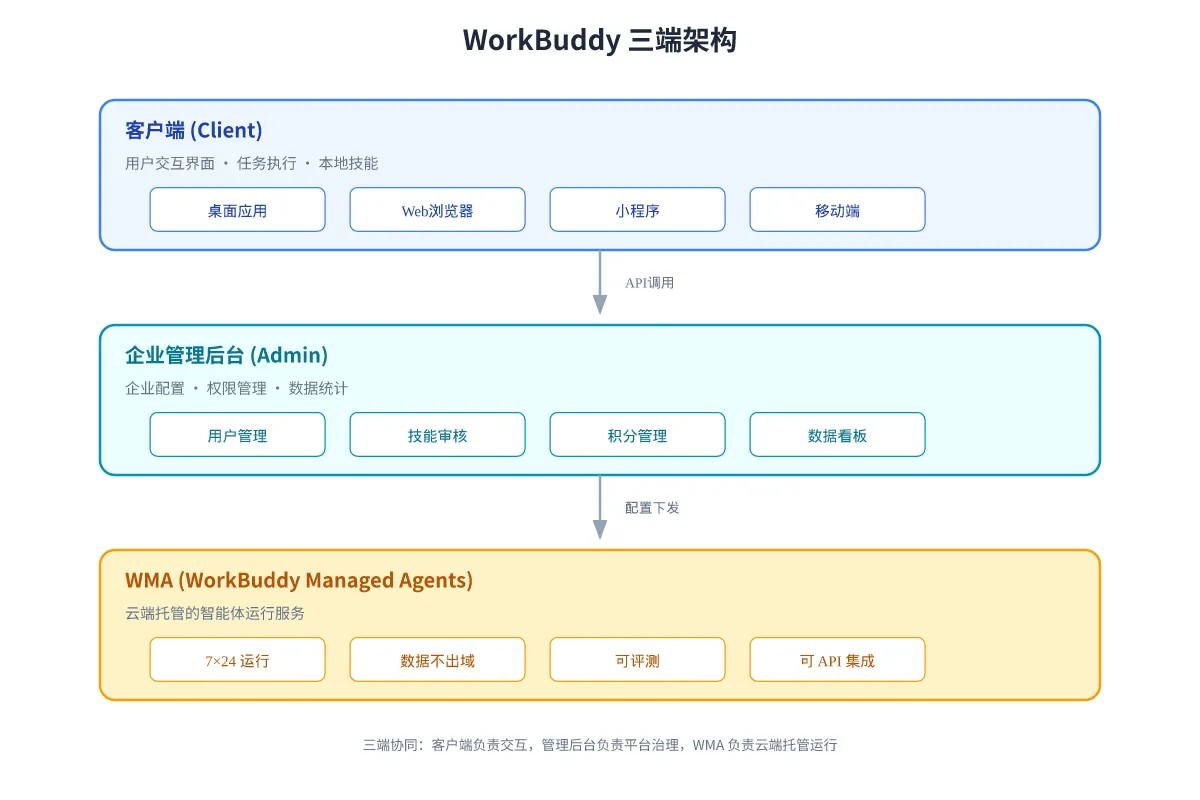 WorkBuddy 三端架构
客户端 (Client)
用户交互界面 • 任务执行 • 本地技能
桌面应用
Web浏览器
小程序
移动端
API调用
企业管理后台 (Admin)
企业配置 • 权限管理 • 数据统计
用户管理
技能审核
积分管理
数据看板
配置下发
WMA (WorkBuddy Managed Agents)
云端托管的智能体运行服务
7×24 运行
数据不出域
可评测
可 API 集成
三端协同：客户端负责交互，管理后台负责平台治理，WMA 负责云端托管运行